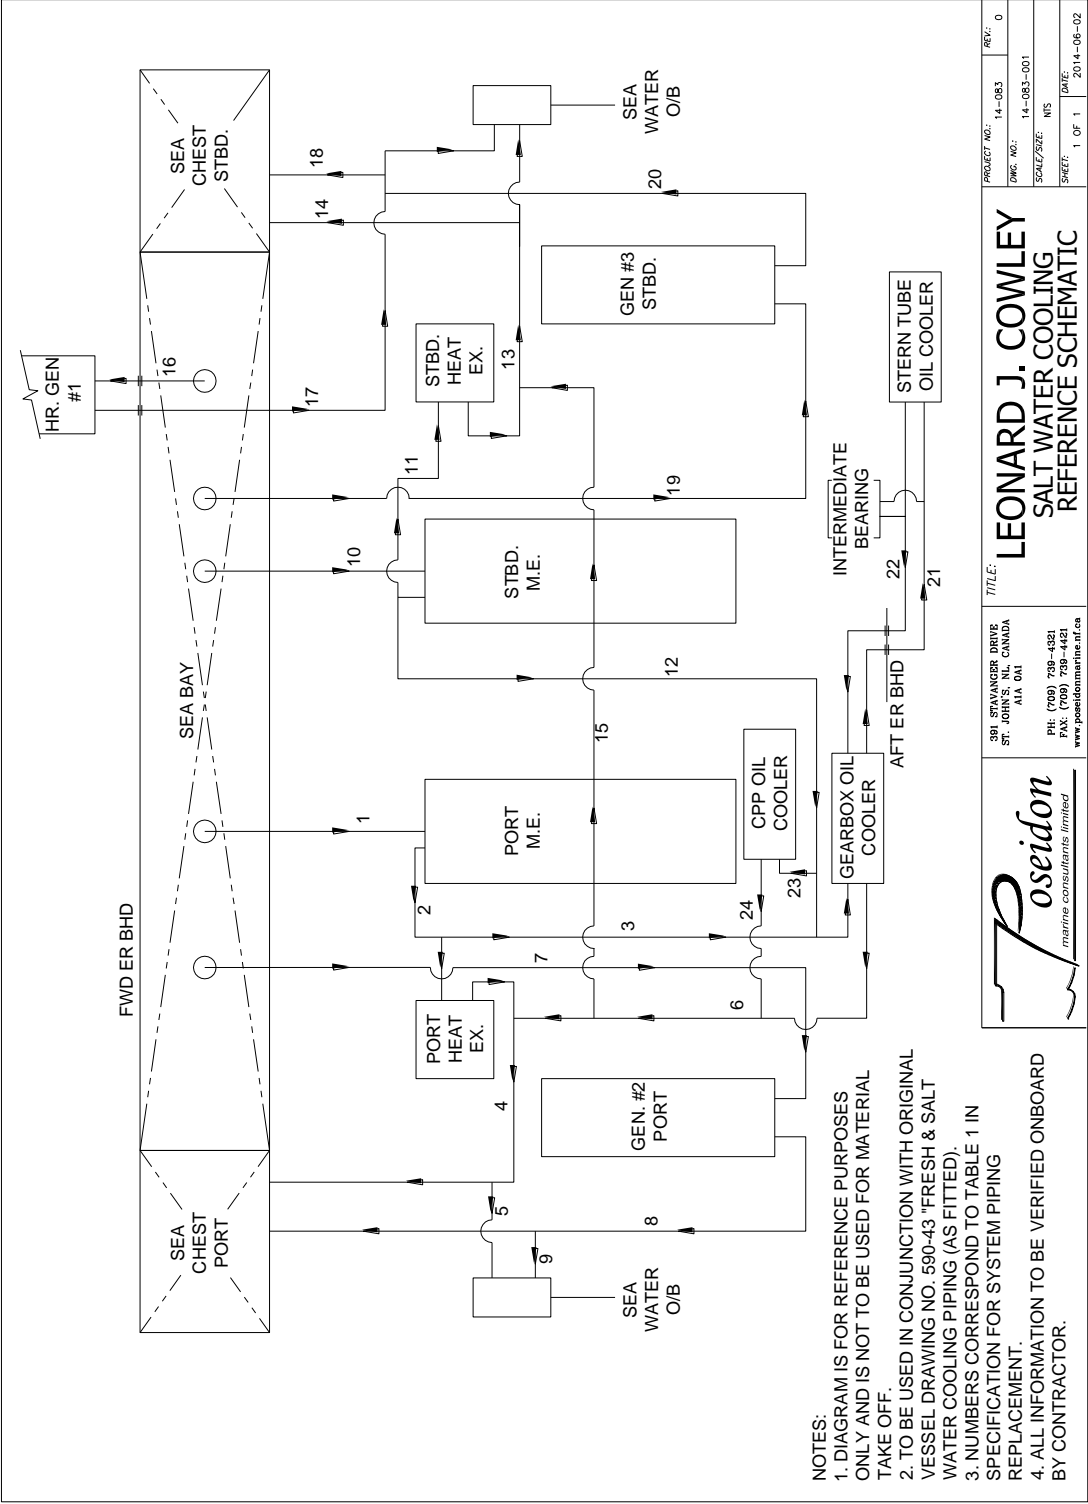 FWD ER BHD
SEA
CHEST
PORT
SEA BAY
SEA
CHEST
STBD.
HR. GEN
#1
16
17
18
14
10
1
2
3
7
11
12
13
15
19
20
4
5
6
8
9
SEA
WATER
O/B
SEA
WATER
O/B
PORT
HEAT
EX.
STBD.
HEAT
EX.
PORT
M.E.
STBD.
M.E.
GEN. #2
PORT
GEN #3
STBD.
CPP OIL
COOLER
23
24
GEARBOX OIL
COOLER
AFT ER BHD
INTERMEDIATE
BEARING
22
21
STERN TUBE
OIL COOLER
NOTES:
1. DIAGRAM IS FOR REFERENCE PURPOSES
ONLY AND IS NOT TO BE USED FOR MATERIAL
TAKE OFF.
2. TO BE USED IN CONJUNCTION WITH ORIGINAL
VESSEL DRAWING NO. 590-43 "FRESH & SALT
WATER COOLING PIPING (AS FITTED).
3. NUMBERS CORRESPOND TO TABLE 1 IN
SPECIFICATION FOR SYSTEM PIPING
REPLACEMENT.
4. ALL INFORMATION TO BE VERIFIED ONBOARD
BY CONTRACTOR.
Poseidon
marine consultants limited
391 STAVANGER DRIVE
ST. JOHN'S, NL, CANADA
A1A 0A1
PH: (709) 739-4321
FAX: (709) 739-4421
www.poseidonmarine.nf.ca
TITLE:
LEONARD J. COWLEY
SALT WATER COOLING
REFERENCE SCHEMATIC
PROJECT NO.: 14-083
REV.: 0
DWG. NO.: 14-083-001
SCALE/SIZE: NTS
SHEET: 1 OF 1
DATE: 2014-06-02